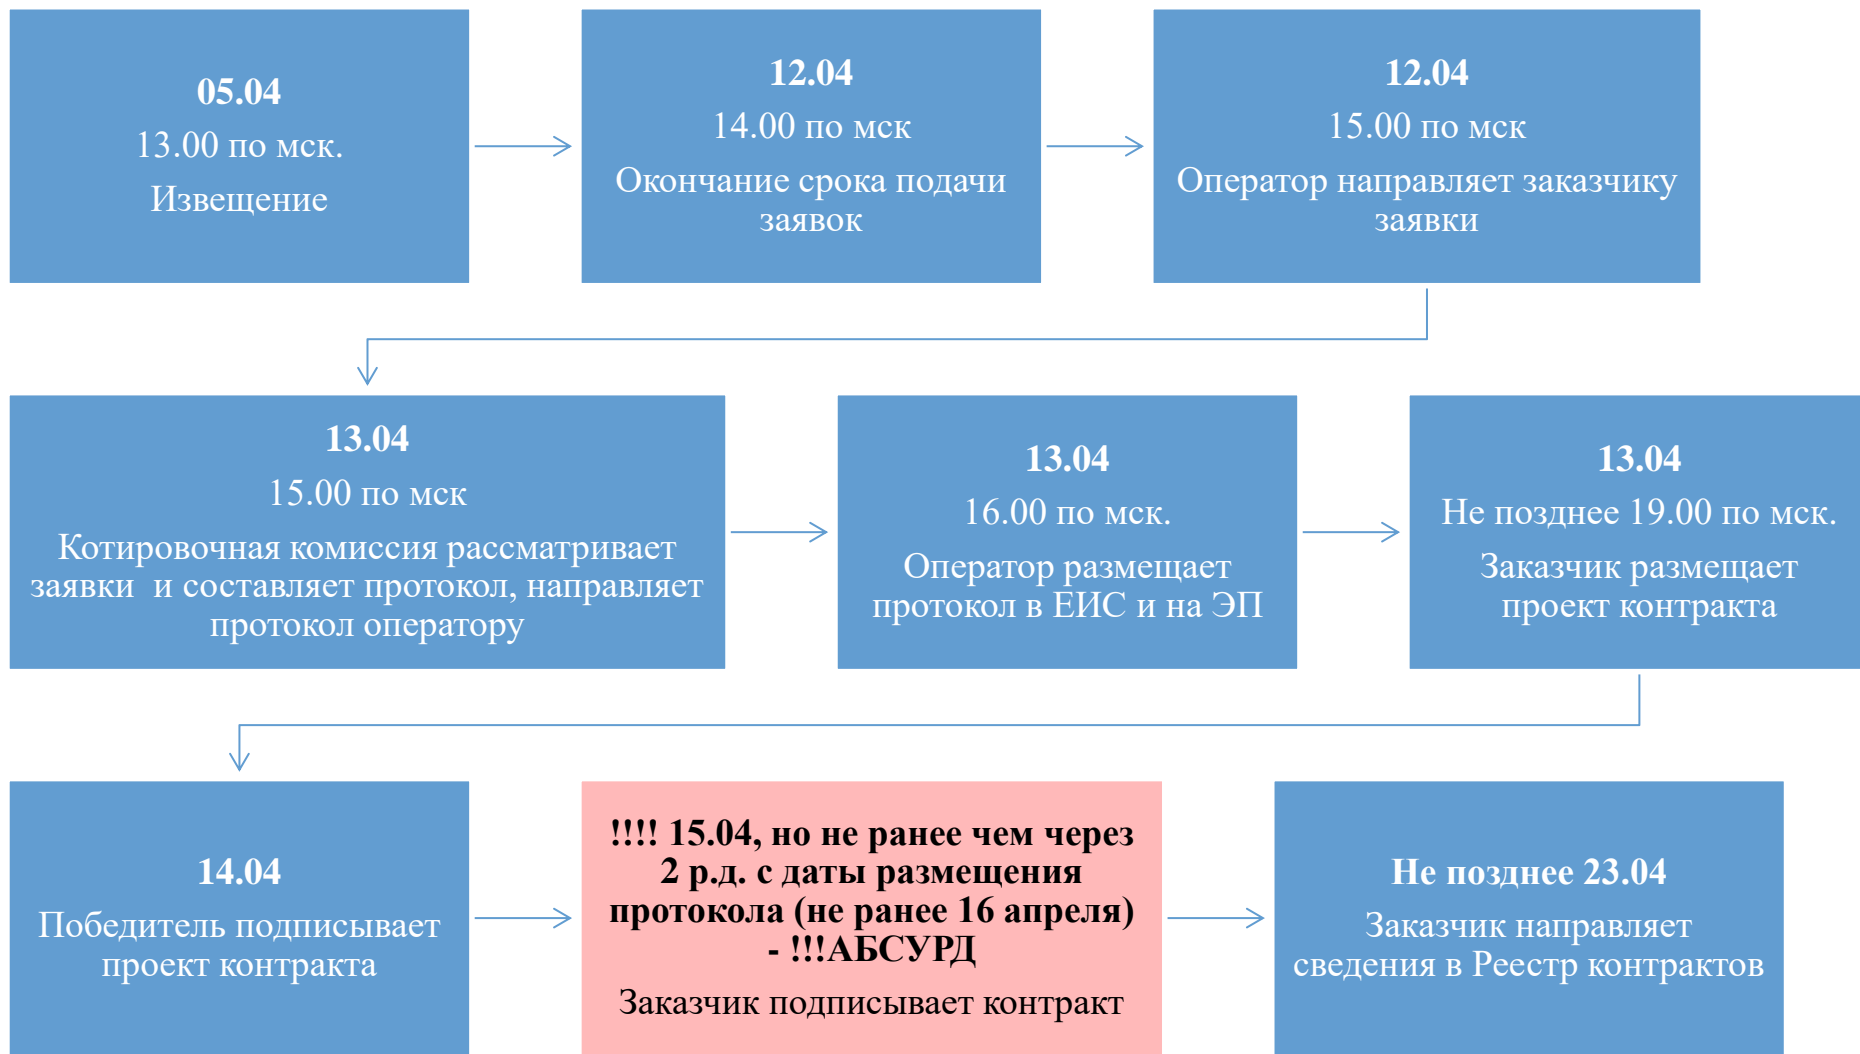 05.04
13.00 по мск.
Извещение
12.04
14.00 по мск
Окончание срока подачи
заявок
12.04
15.00 по мск
Оператор направляет заказчику
заявки
13.04
15.00 по мск
Котировочная комиссия рассматривает
заявки  и составляет протокол, направляет
протокол оператору
13.04
16.00 по мск.
Оператор размещает
протокол в ЕИС и на ЭП
13.04
Не позднее 19.00 по мск.
Заказчик размещает
проект контракта
14.04
Победитель подписывает
проект контракта
!!!! 15.04, но не ранее чем через
2 р.д. с даты размещения
протокола (не ранее 16 апреля)
- !!!АБСУРД
Заказчик подписывает контракт
Не позднее 23.04
Заказчик направляет
сведения в Реестр контрактов